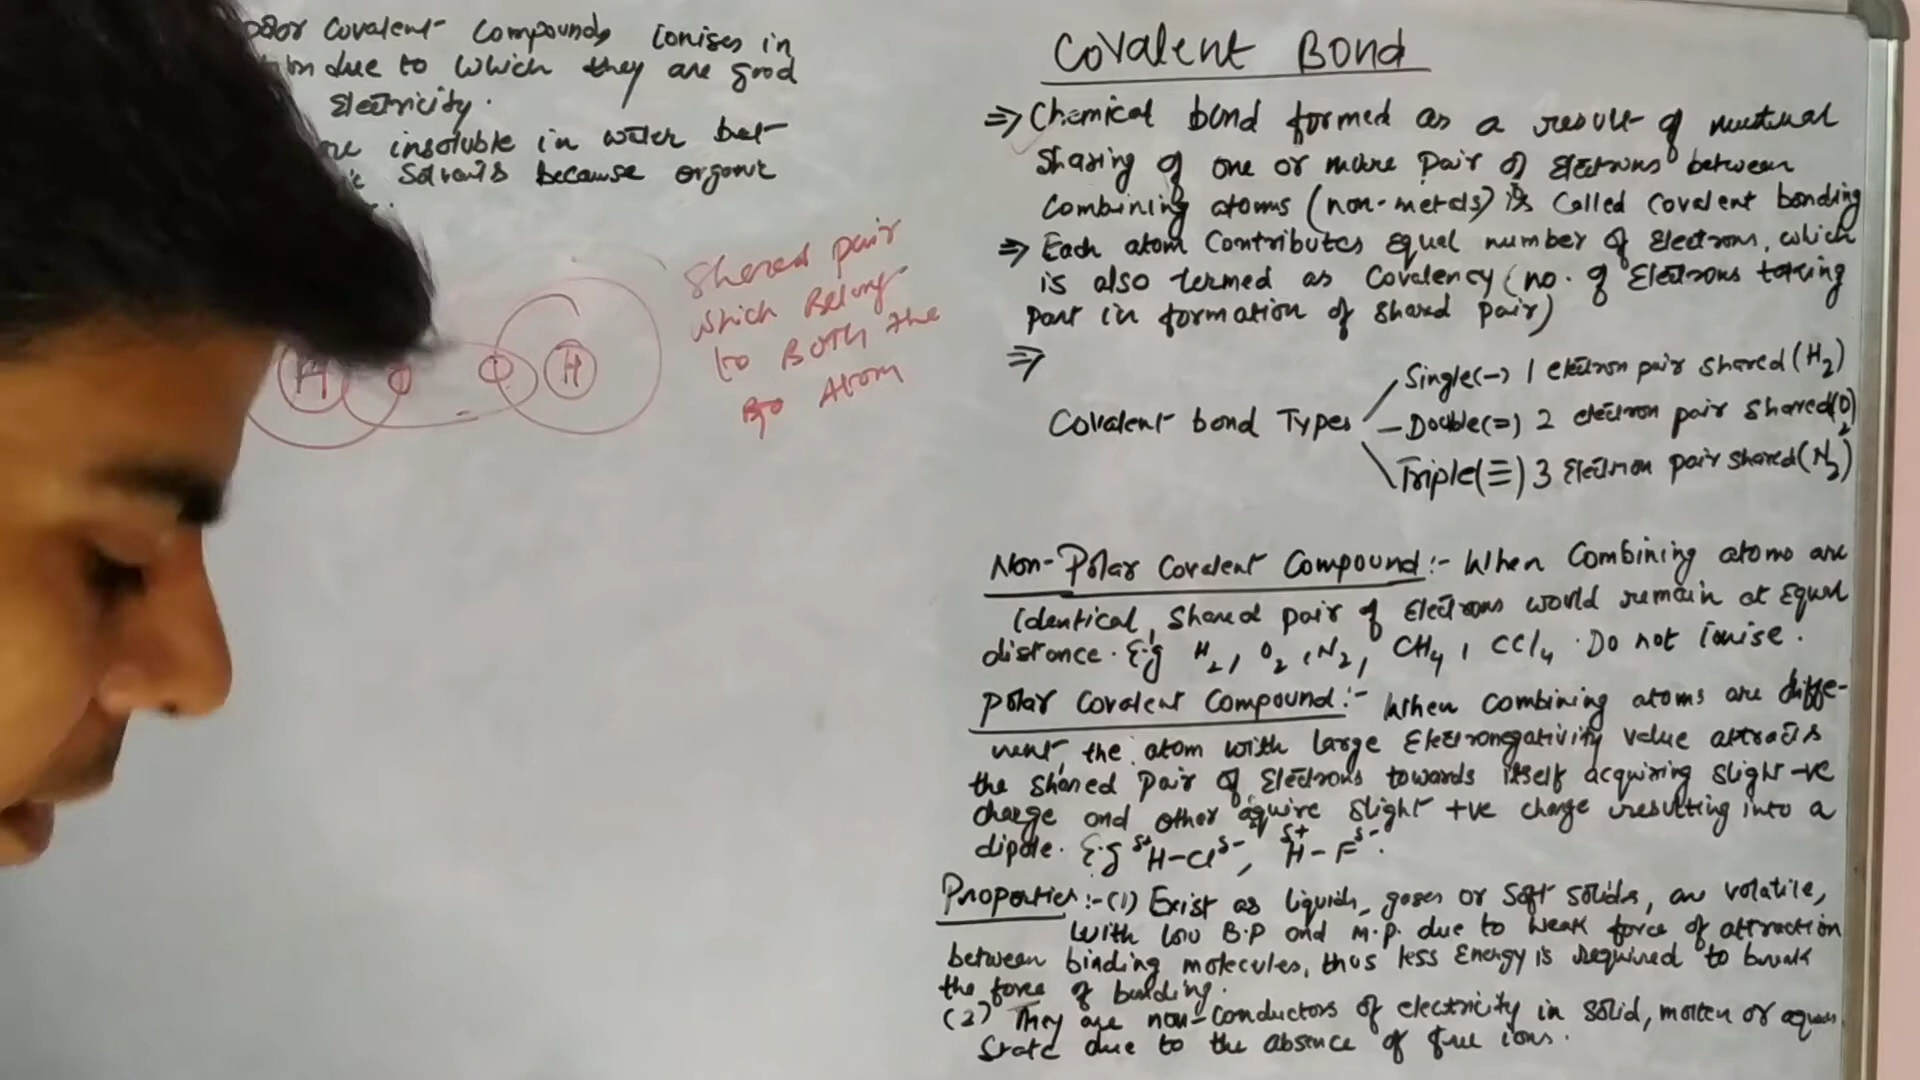 Polar Covalent Compounds Ionises in
due to which they are good
Electricity.
insoluble in water but
Solvents because organic
Shared pair
which Belong
to BOTH the
Atom
H
H
Covalent Bond
⇒ Chemical bond formed as a result of mutual
Sharing of one or more Pair of Electrons between
Combining atoms (non-metals) is Called Covalent bonding
⇒ Each atom Contributes Equal number of Electrons, which
is also termed as Covalency (no. of Electrons taking
part in formation of Shared pair)
⇒
Single(-) 1 electron pair Shared (H2)
Covalent bond Types - Double(=) 2 electron pair Shared (O2)
Triple(≡) 3 Electron pair shared (N2)
Non-Polar Covalent Compound:- When Combining atoms are
Identical, Shared pair of Electrons would remain at Equal
distance. E.g H2, O2, N2, CH4, CCl4. Do not ionise.
Polar Covalent Compound:- When Combining atoms are diffe-
rent, the atom with large Electronegativity value attracts
the Shared Pair of Electrons towards itself acquiring slight -ve
charge and other aquire slight +ve charge resulting into a
dipole. E.g δ+H-Clδ-, δ+H-Fδ-.
Properties:-(1) Exist as liquids, gases or Soft Solids, are volatile,
with low B.P and M.P. due to weak force of attraction
between binding molecules, thus less Energy is required to break
the force of bonding.
(2) They are non-Conductors of electricity in Solid, molten or aqueous
State due to the absence of free ions.